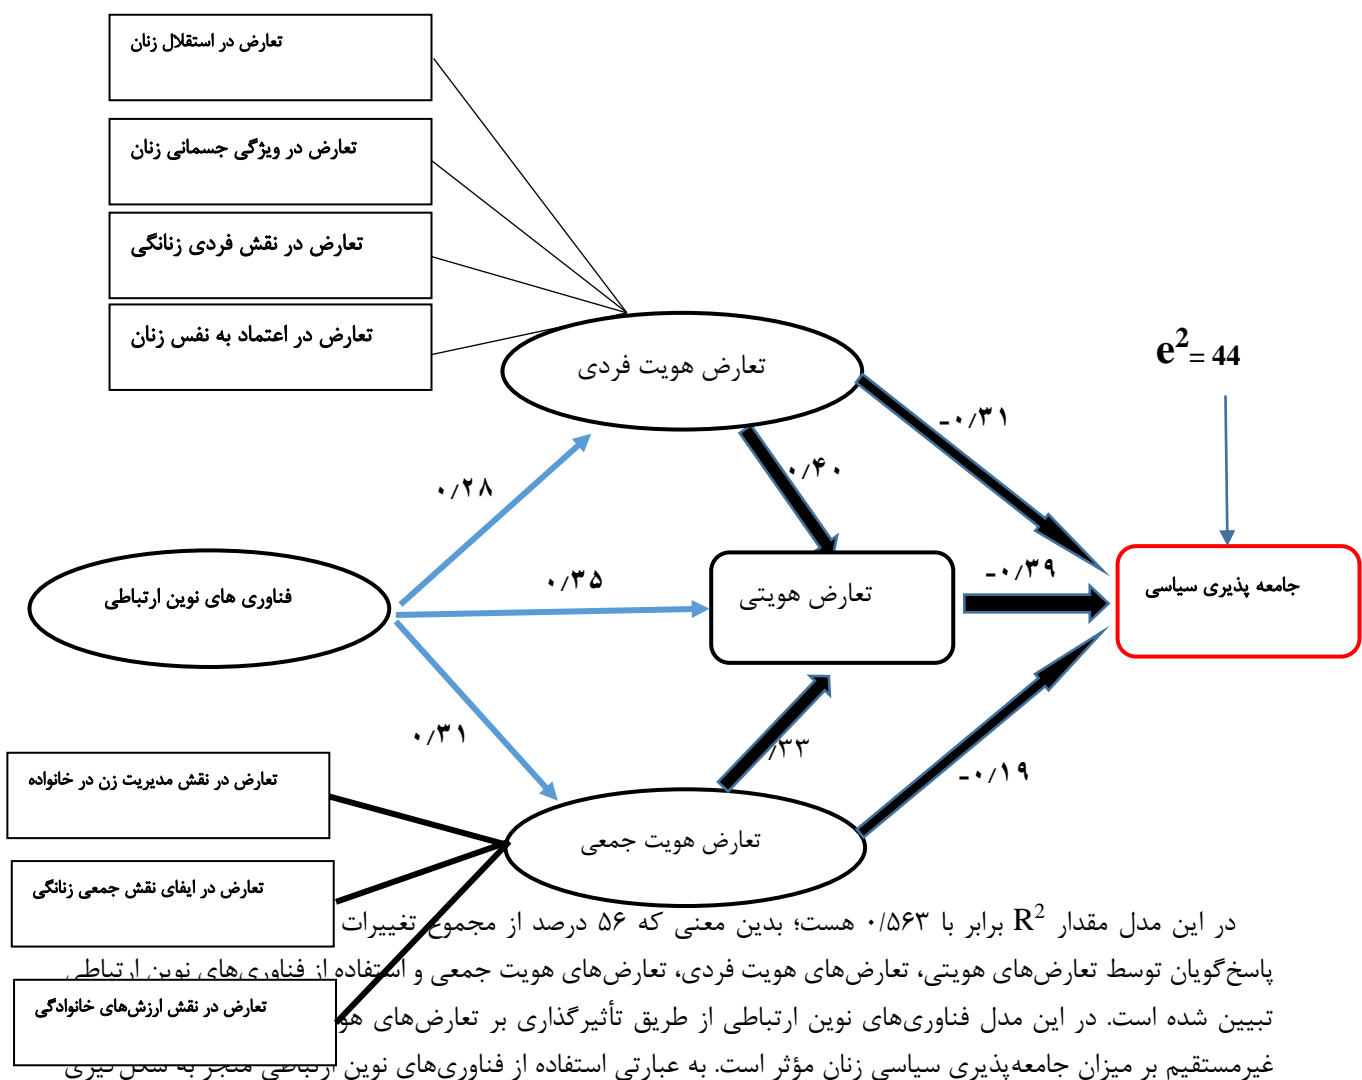 تعارض در استقلال زنان
تعارض در ویژگی جسمانی زنان
تعارض در نقش فردی زنانگی
تعارض در اعتماد به نفس زنان
تعارض هویت فردی
e²= 44
-۰/۳۱
۰/۴۰
۰/۲۸
فناوری های نوین ارتباطی
۰/۳۵
تعارض هویتی
-۰/۳۹
جامعه پذیری سیاسی
۰/۳۱
/۳۳
-۰/۱۹
تعارض در نقش مدیریت زن در خانواده
تعارض هویت جمعی
تعارض در ایفای نقش جمعی زنانگی
در این مدل مقدار R² برابر با ۰/۵۶۳ هست؛ بدین معنی که ۵۶ درصد از مجموع تغییرات
پاسخ‌گویان توسط تعارض‌های هویتی، تعارض‌های هویت فردی، تعارض‌های هویت جمعی و استفاده از فناوری‌های نوین ارتباطی
تعارض در نقش ارزش‌های خانوادگی
تبیین شده است. در این مدل فناوری‌های نوین ارتباطی از طریق تأثیرگذاری بر تعارض‌های
غیرمستقیم بر میزان جامعه‌پذیری سیاسی زنان مؤثر است. به عبارتی استفاده از فناوری‌های نوین ارتباطی منجر به شکل‌گیری